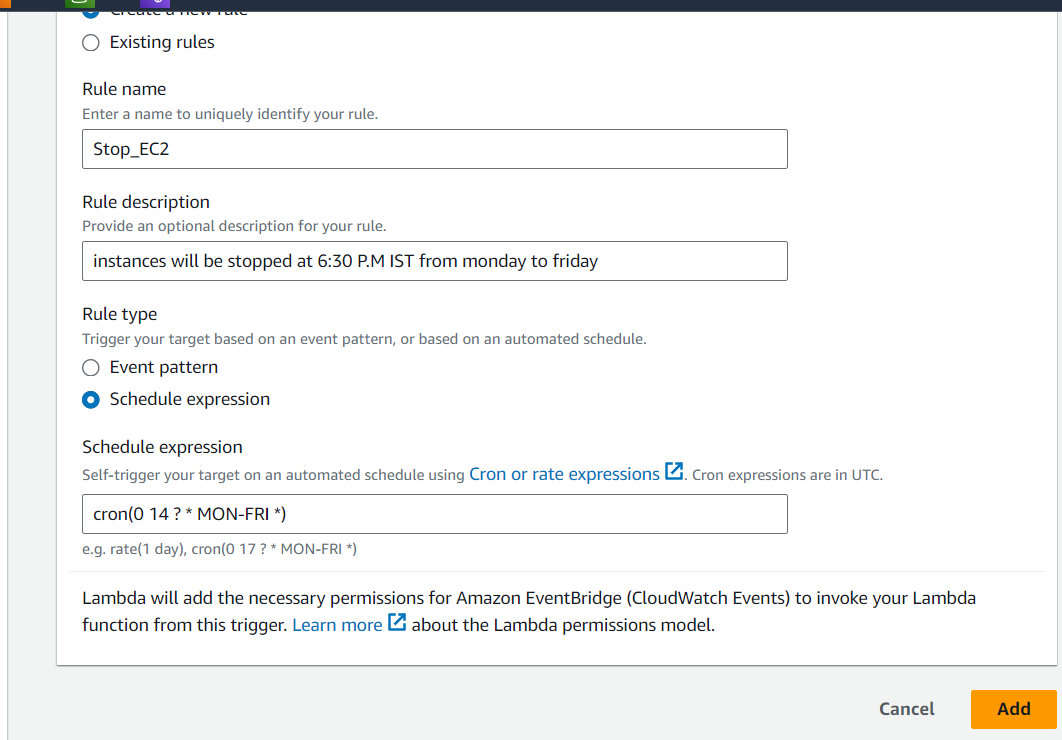 Create a new rule
Existing rules
Rule name
Enter a name to uniquely identify your rule.
Stop_EC2
Rule description
Provide an optional description for your rule.
instances will be stopped at 6:30 P.M IST from monday to friday
Rule type
Trigger your target based on an event pattern, or based on an automated schedule.
Event pattern
Schedule expression
Schedule expression
Self-trigger your target on an automated schedule using Cron or rate expressions. Cron expressions are in UTC.
cron(0 14 ? * MON-FRI *)
e.g. rate(1 day), cron(0 17 ? * MON-FRI *)
Lambda will add the necessary permissions for Amazon EventBridge (CloudWatch Events) to invoke your Lambda
function from this trigger. Learn more about the Lambda permissions model.
Cancel
Add